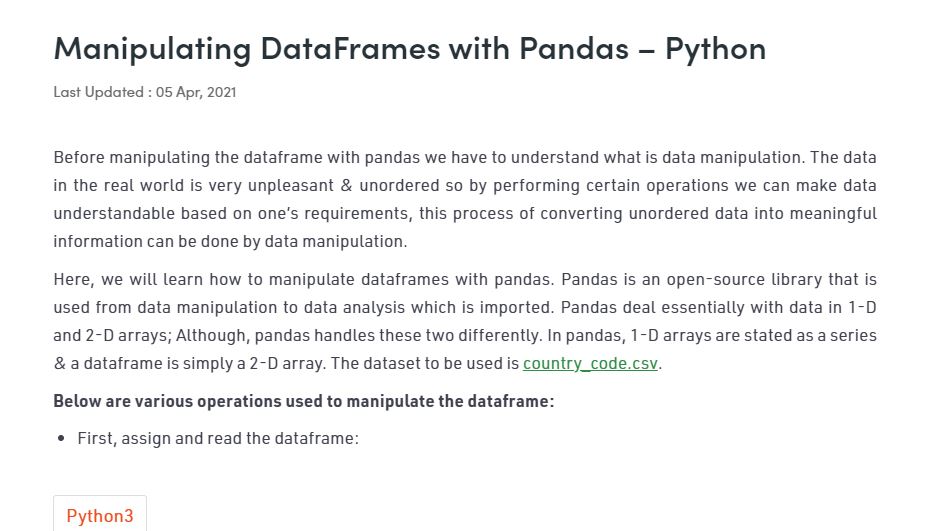 Manipulating DataFrames with Pandas – Python
Last Updated : 05 Apr, 2021
Before manipulating the dataframe with pandas we have to understand what is data manipulation. The data
in the real world is very unpleasant & unordered so by performing certain operations we can make data
understandable based on one’s requirements, this process of converting unordered data into meaningful
information can be done by data manipulation.
Here, we will learn how to manipulate dataframes with pandas. Pandas is an open-source library that is
used from data manipulation to data analysis which is imported. Pandas deal essentially with data in 1-D
and 2-D arrays; Although, pandas handles these two differently. In pandas, 1-D arrays are stated as a series
& a dataframe is simply a 2-D array. The dataset to be used is country_code.csv.
Below are various operations used to manipulate the dataframe:
• First, assign and read the dataframe:
Python3